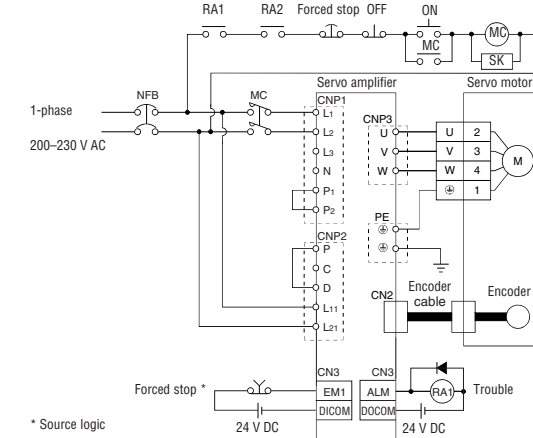 RA1 RA2 Forced stop OFF ON
MC
MC
SK
Servo amplifier
Servo motor
NFB
MC
CNP1
CNP3
1-phase
200–230 V AC
L1
L2
L3
N
P1
P2
U
V
W
U 2
V 3
W 4
1
M
PE
CNP2
P
C
D
L11
L21
CN2
Encoder cable
Encoder
CN3
CN3
Forced stop *
EM1
DICOM
ALM
DOCOM
RA1
Trouble
24 V DC
24 V DC
* Source logic